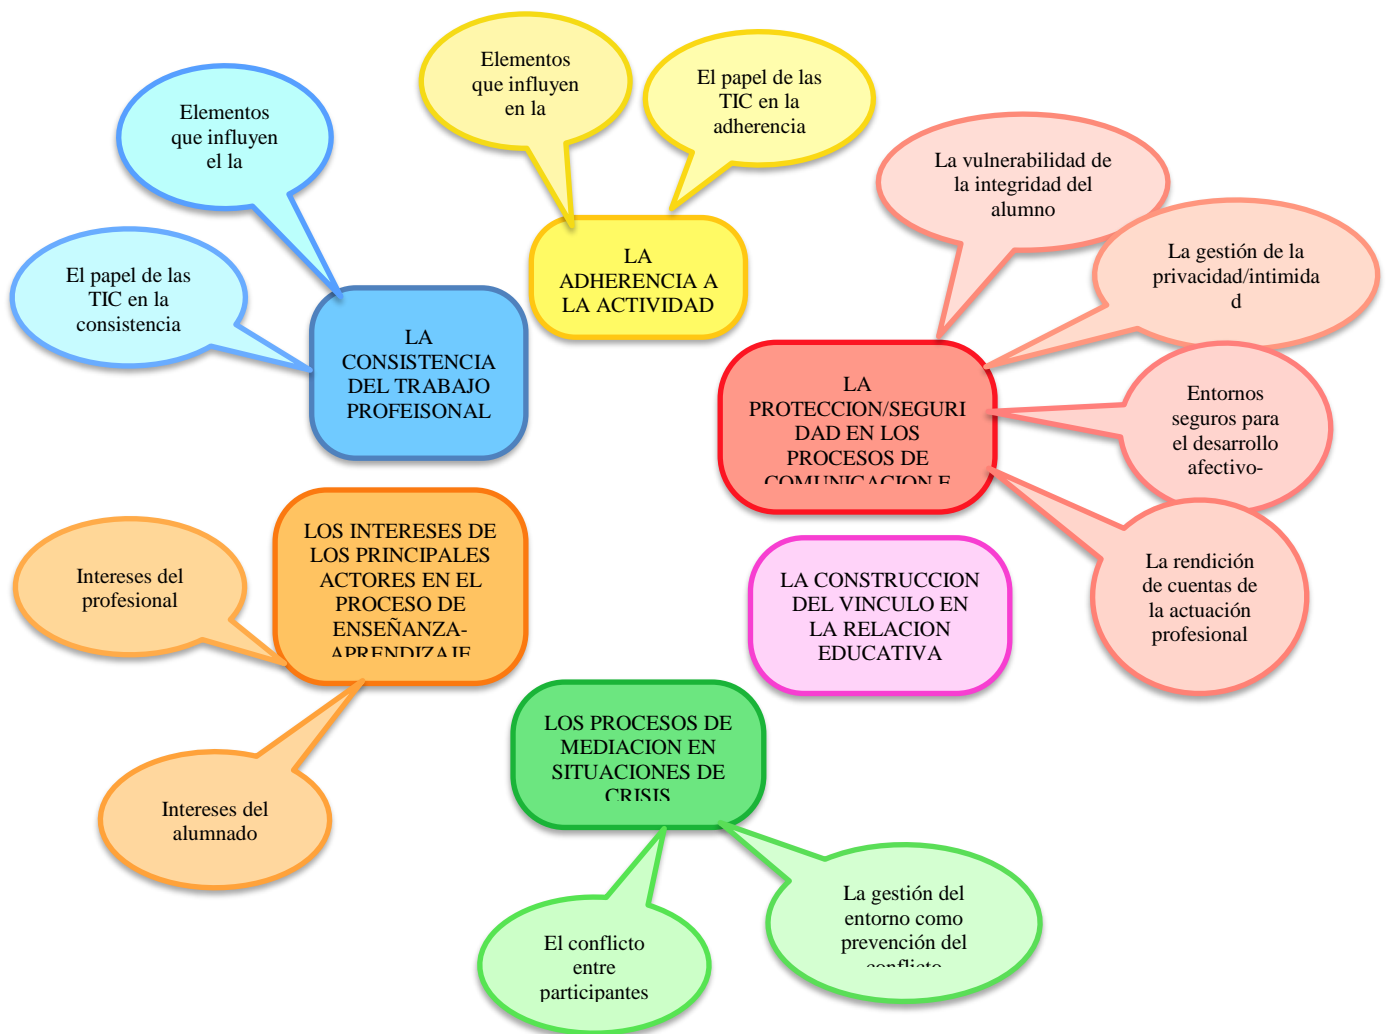 Elementos
que influyen
en la
El papel de las
TIC en la
adherencia
Elementos
que influyen
el la
El papel de las
TIC en la
consistencia
LA
ADHERENCIA A
LA ACTIVIDAD
LA
CONSISTENCIA
DEL TRABAJO
PROFEISONAL
La vulnerabilidad de
la integridad del
alumno
La gestión de la
privacidad/intimida
d
Entornos
seguros para
el desarrollo
afectivo-
La rendición
de cuentas de
la actuación
profesional
LA
PROTECCION/SEGURI
DAD EN LOS
PROCESOS DE
COMUNICACION E
LOS INTERESES DE
LOS PRINCIPALES
ACTORES EN EL
PROCESO DE
ENSEÑANZA-
APRENDIZAJE
Intereses del
profesional
Intereses del
alumnado
LA CONSTRUCCION
DEL VINCULO EN
LA RELACION
EDUCATIVA
LOS PROCESOS DE
MEDIACION EN
SITUACIONES DE
CRISIS
El conflicto
entre
participantes
La gestión del
entorno como
prevención del
conflicto